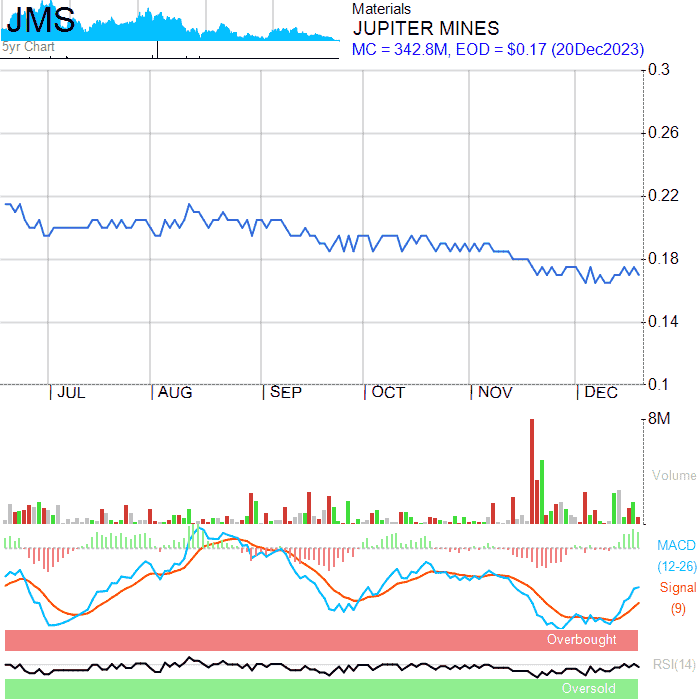 JMS
5yr Chart
Materials
JUPITER MINES
MC = 342.8M, EOD = $0.17 (20Dec2023)
0.3
0.26
0.22
0.18
0.14
0.1
JUL AUG SEP OCT NOV DEC
8M
Volume
MACD
(12-26)
Signal
(9)
Overbought
RSI(14)
Oversold